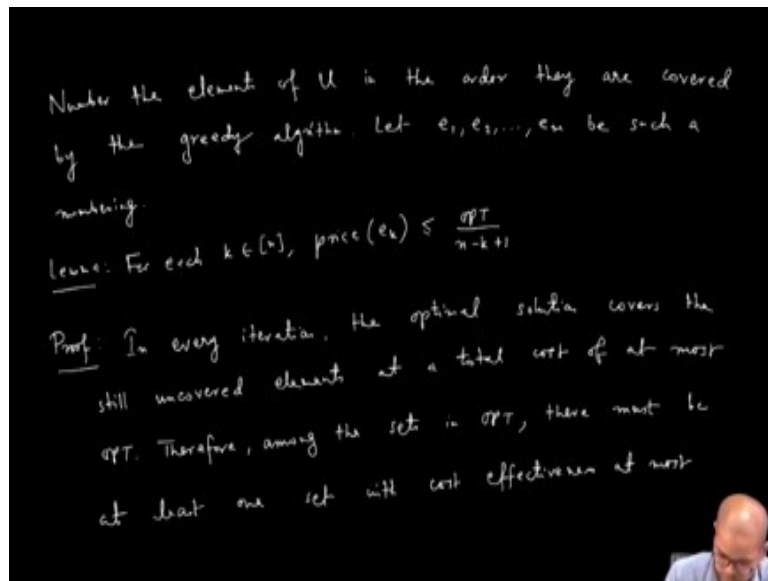 Number the elements of U in the order they are covered
by the greedy algorithm. Let e₁, e₂, ..., eₙ be such a
numbering.
Lemma: For each k ∈ [n], price(eₖ) ≤ OPT / n-k+1
Proof: In every iteration, the optimal solution covers the
still uncovered elements at a total cost of at most
OPT. Therefore, among the sets in OPT, there must be
at least one set with cost effectiveness at most